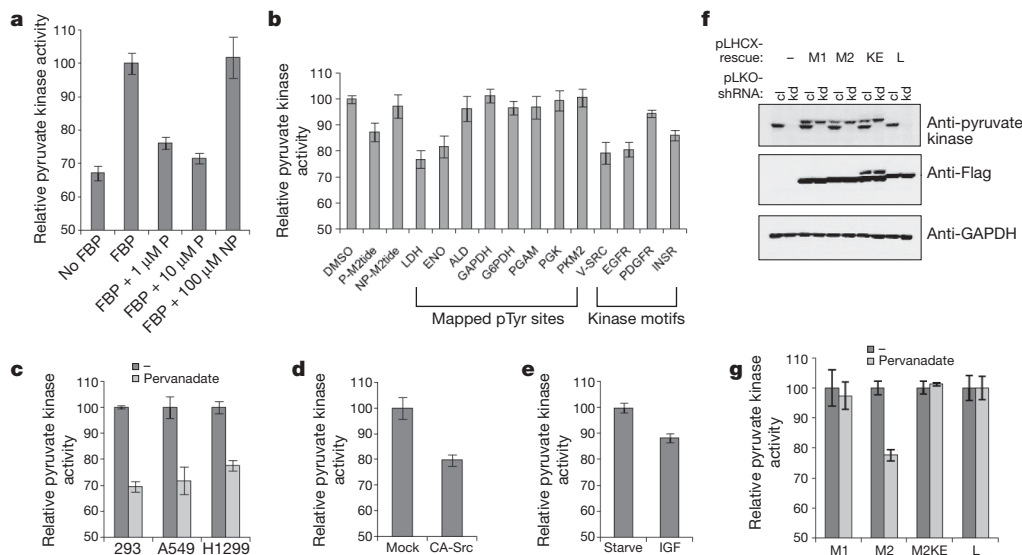 a
Relative pyruvate kinase activity
110
100
90
80
70
60
50
No FBP
FBP
FBP + 1 μM P
FBP + 10 μM P
FBP + 100 μM NP
b
Relative pyruvate kinase
activity
110
100
90
80
70
60
50
DMSO
P-M2tide
NP-M2tide
LDH
ENO
ALD
GAPDH
G6PDH
PGAM
PGK
PKM2
V-SRC
EGFR
PDGFR
INSR
Mapped pTyr sites
Kinase motifs
f
pLHCX-
rescue:
– M1 M2 KE L
pLKO-
shRNA:
cl kd cl kd cl kd cl kd cl kd
Anti-pyruvate
kinase
Anti-Flag
Anti-GAPDH
c
–
Pervanadate
Relative pyruvate kinase
activity
110
100
90
80
70
60
50
293 A549 H1299
d
Relative pyruvate kinase
activity
110
100
90
80
70
60
50
Mock CA-Src
e
Relative pyruvate kinase
activity
110
100
90
80
70
60
50
Starve IGF
g
–
Pervanadate
Relative pyruvate kinase
activity
110
100
90
80
70
60
50
M1 M2 M2KE L